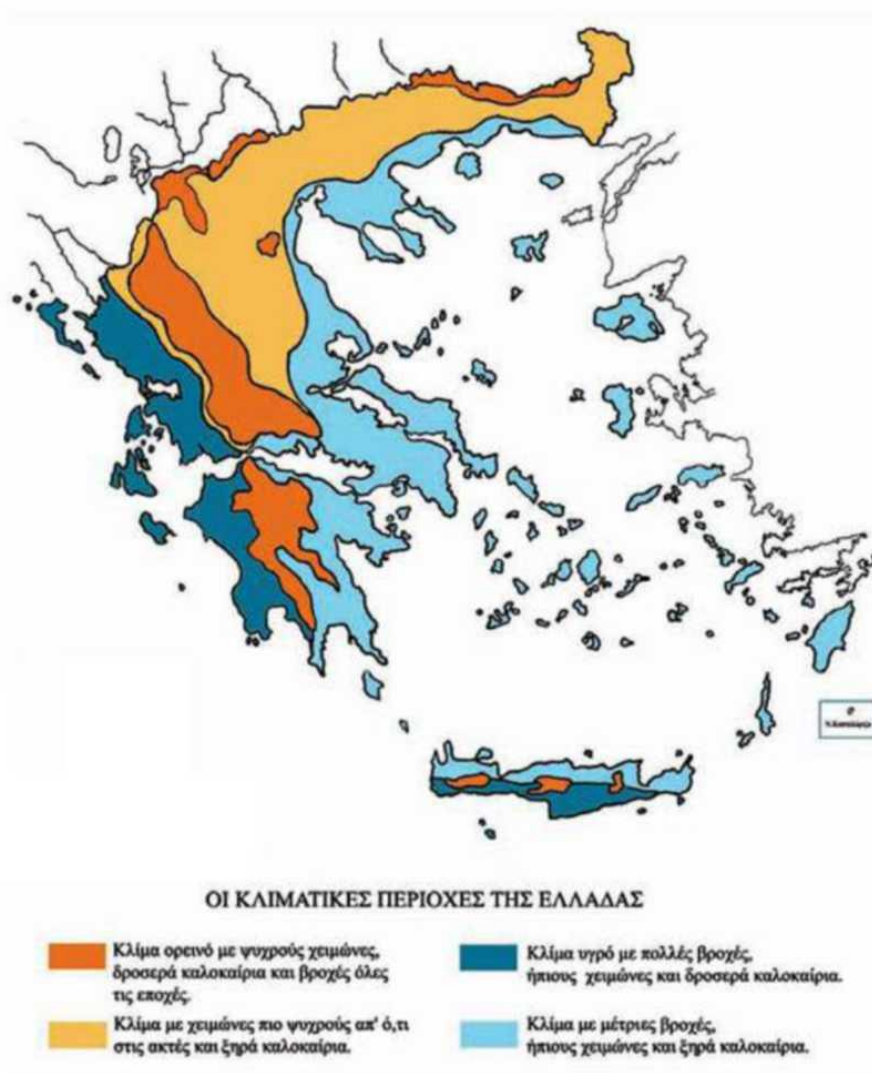 ΟΙ ΚΛΙΜΑΤΙΚΕΣ ΠΕΡΙΟΧΕΣ ΤΗΣ ΕΛΛΑΔΑΣ
Κλίμα ορεινό με ψυχρούς χειμώνες,
δροσερά καλοκαίρια και βροχές όλες
τις εποχές.
Κλίμα με χειμώνες πιο ψυχρούς απ' ό,τι
στις ακτές και ξηρά καλοκαίρια.
Κλίμα υγρό με πολλές βροχές,
ήπιους χειμώνες και δροσερά καλοκαίρια.
Κλίμα με μέτριες βροχές,
ήπιους χειμώνες και ξηρά καλοκαίρια.